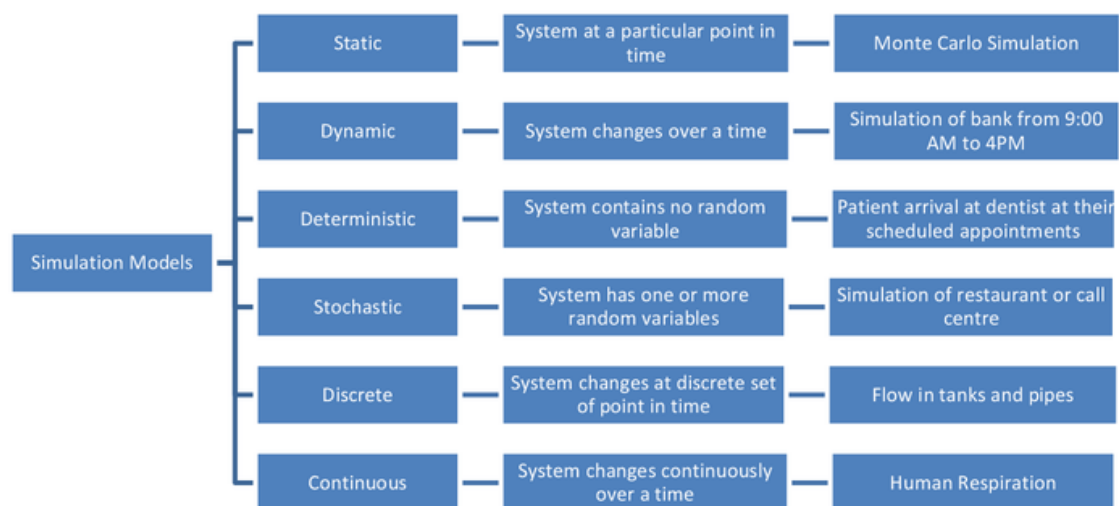 Simulation Models
Static
System at a particular point in
time
Monte Carlo Simulation
Dynamic
System changes over a time
Simulation of bank from 9:00
AM to 4PM
Deterministic
System contains no random
variable
Patient arrival at dentist at their
scheduled appointments
Stochastic
System has one or more
random variables
Simulation of restaurant or call
centre
Discrete
System changes at discrete set
of point in time
Flow in tanks and pipes
Continuous
System changes continuously
over a time
Human Respiration